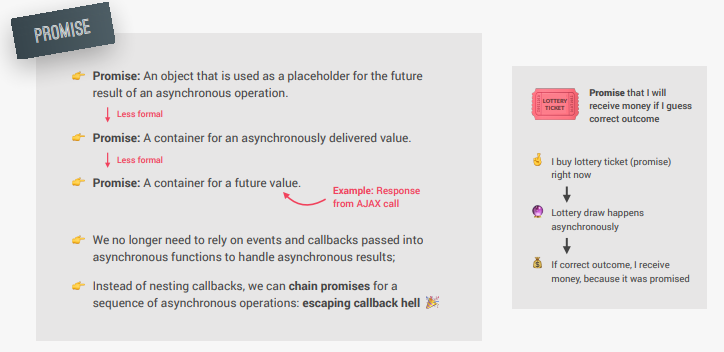 PROMISE
Promise: An object that is used as a placeholder for the future
result of an asynchronous operation.
Less formal
Promise: A container for an asynchronously delivered value.
Less formal
Promise: A container for a future value.
Example: Response
from AJAX call
We no longer need to rely on events and callbacks passed into
asynchronous functions to handle asynchronous results;
Instead of nesting callbacks, we can chain promises for a
sequence of asynchronous operations: escaping callback hell
LOTTERY
TICKET
Promise that I will
receive money if I guess
correct outcome
I buy lottery ticket (promise)
right now
Lottery draw happens
asynchronously
If correct outcome, I receive
money, because it was promised